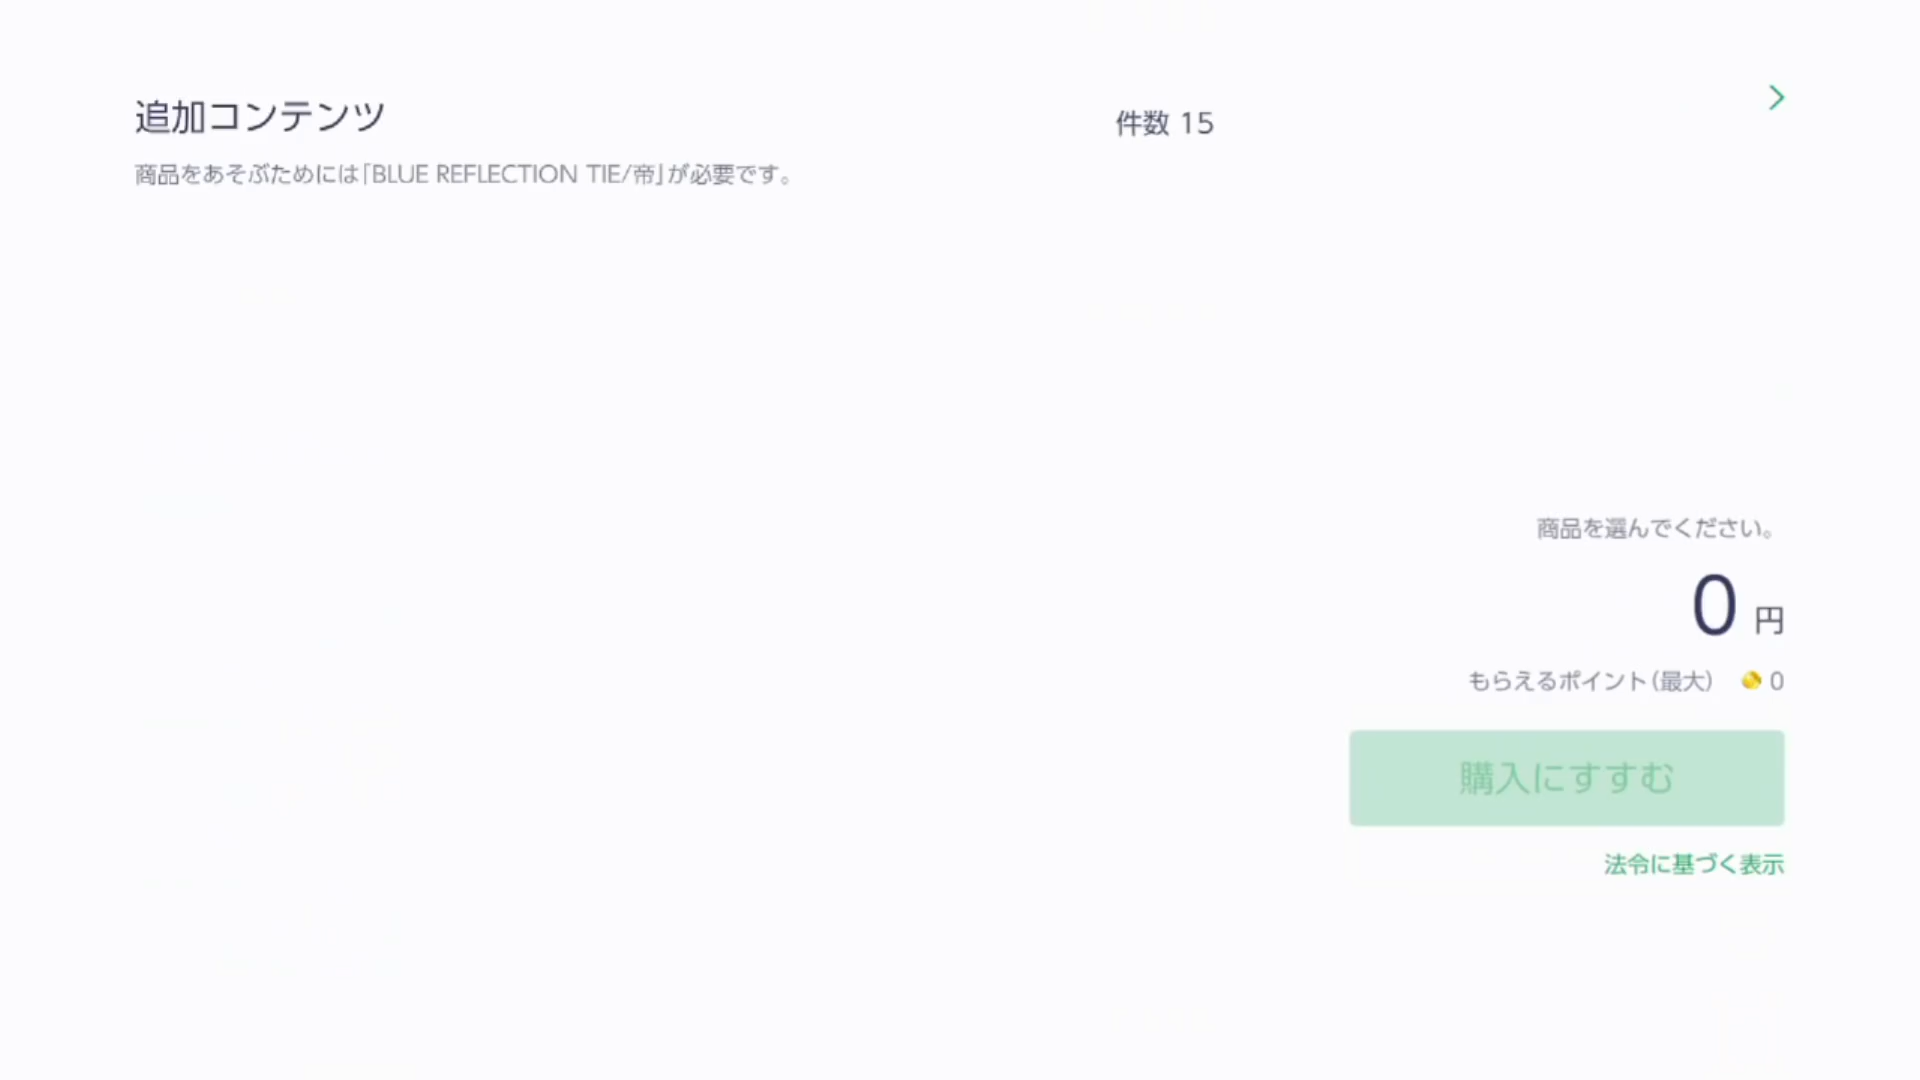 追加コンテンツ
件数 15
商品をあそぶためには「BLUE REFLECTION TIE/帝」が必要です。
商品を選んでください。
0 円
もらえるポイント(最大) 0
購入にすすむ
法令に基づく表示